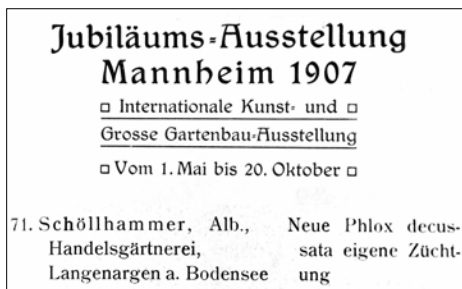 Jubiläums-Ausstellung
Mannheim 1907
Internationale Kunst- und
Grosse Gartenbau-Ausstellung
Vom 1. Mai bis 20. Oktober
71. Schöllhammer, Alb.,
Handelsgärtnerei,
Langenargen a. Bodensee
Neue Phlox decus-
sata eigene Zücht-
ung